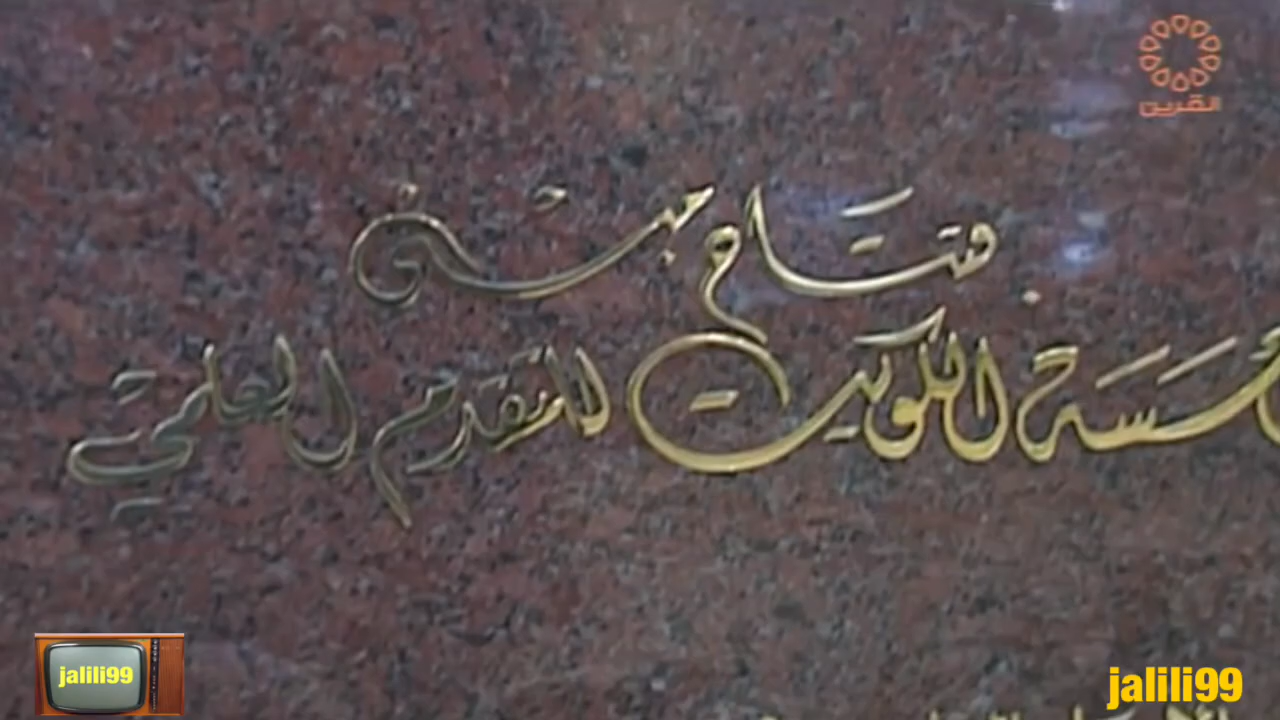 القرين
مبنى
مؤسسة الكويت للتقدم العلمي
jalili99
jalili99